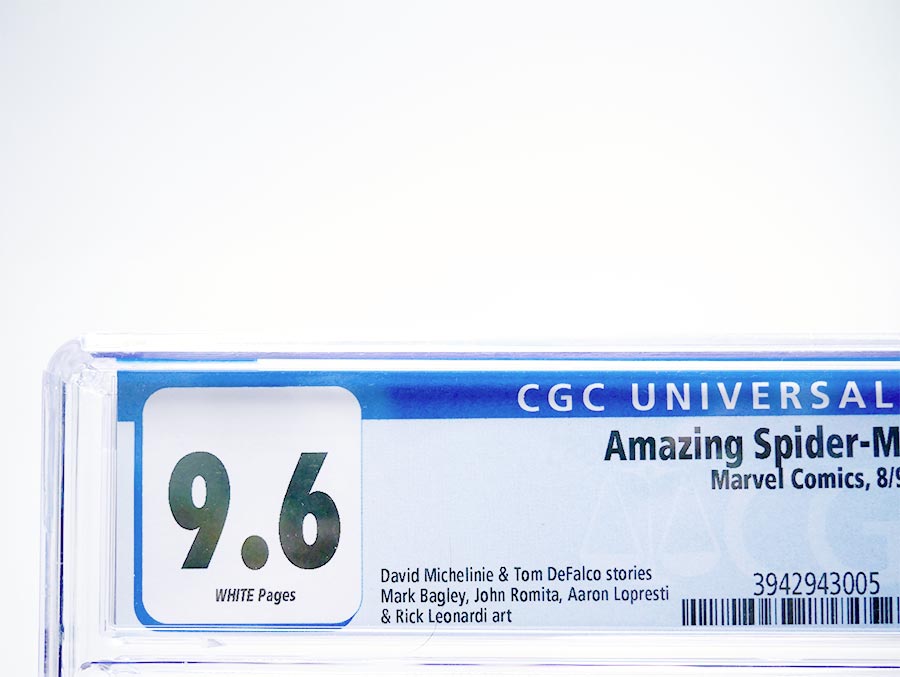 CGC UNIVERSAL
Amazing Spider-M
Marvel Comics, 8/9
9.6
WHITE Pages
David Michelinie & Tom DeFalco stories
Mark Bagley, John Romita, Aaron Lopresti
& Rick Leonardi art
3942943005